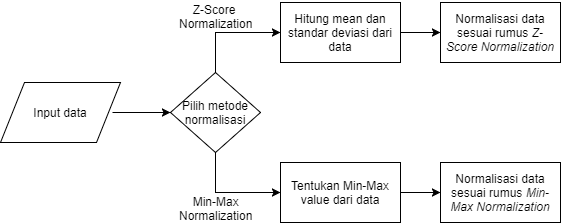 Z-Score
Normalization
Hitung mean dan
standar deviasi dari
data
Normalisasi data
sesuai rumus Z-
Score Normalization
Input data
Pilih metode
normalisasi
Min-Max
Normalization
Tentukan Min-Max
value dari data
Normalisasi data
sesuai rumus Min-
Max Normalization